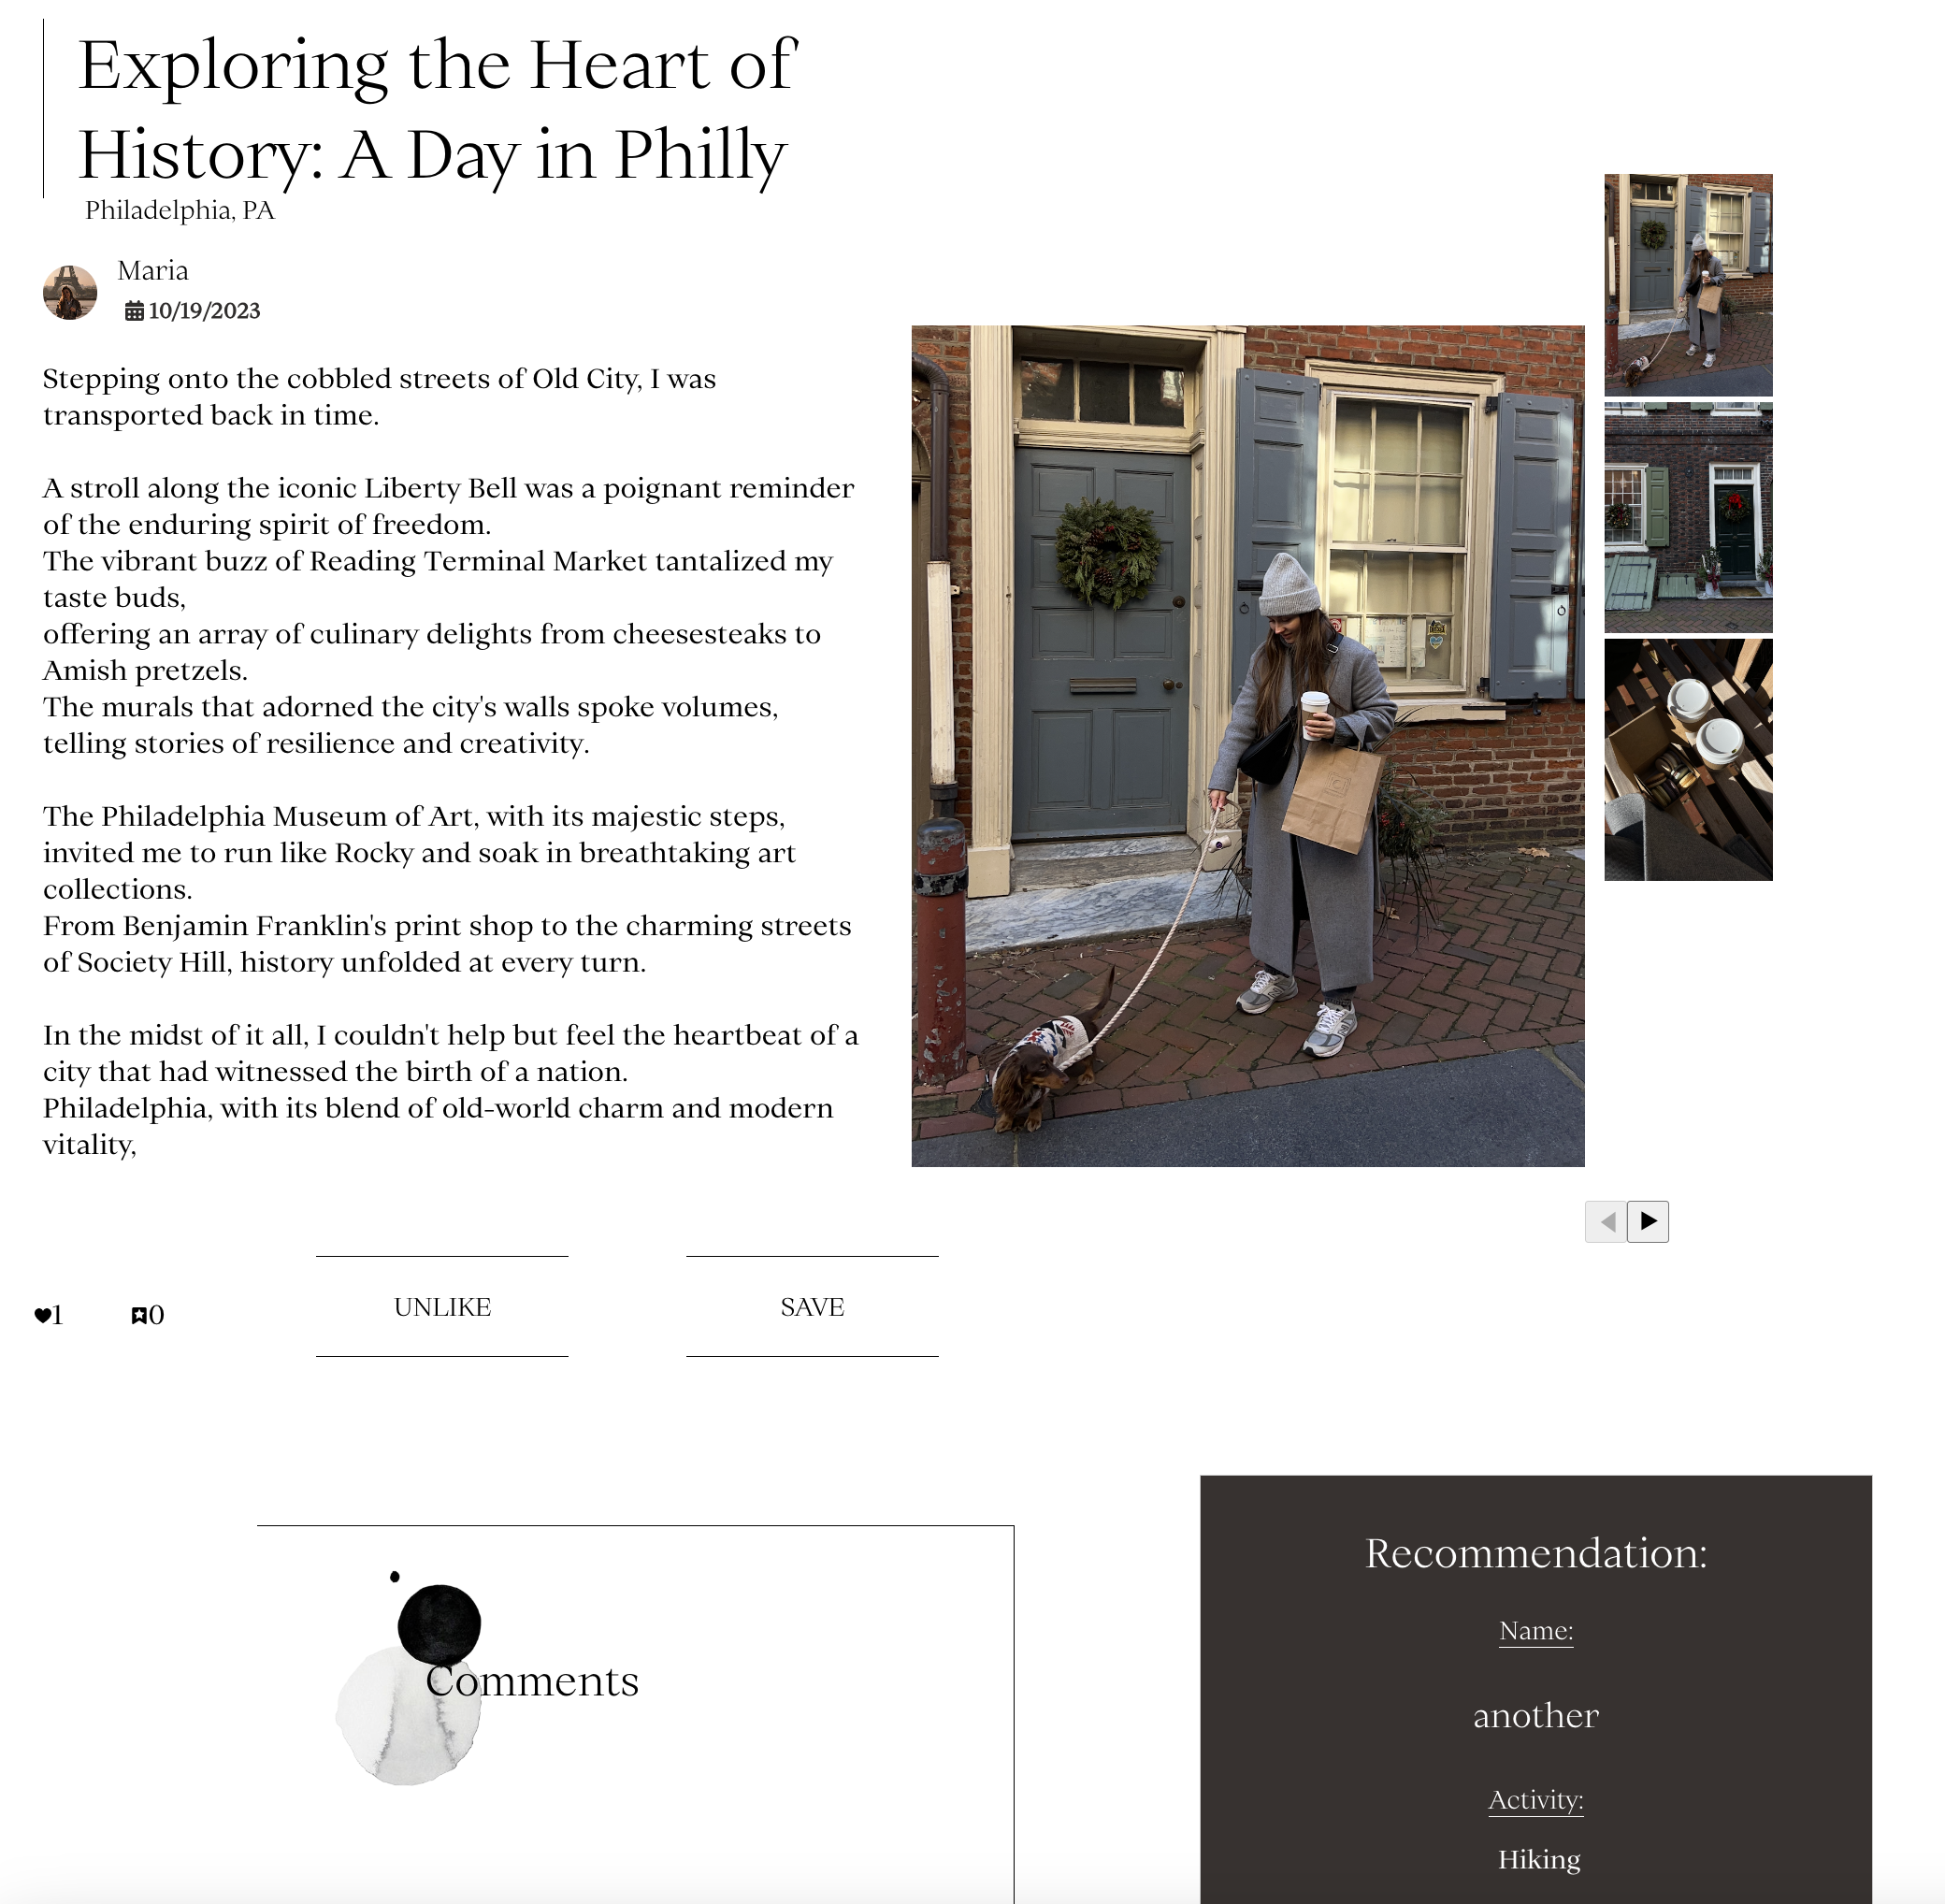 Exploring the Heart of
History: A Day in Philly
Philadelphia, PA
Maria
10/19/2023
Stepping onto the cobbled streets of Old City, I was
transported back in time.
A stroll along the iconic Liberty Bell was a poignant reminder
of the enduring spirit of freedom.
The vibrant buzz of Reading Terminal Market tantalized my
taste buds,
offering an array of culinary delights from cheesesteaks to
Amish pretzels.
The murals that adorned the city's walls spoke volumes,
telling stories of resilience and creativity.
The Philadelphia Museum of Art, with its majestic steps,
invited me to run like Rocky and soak in breathtaking art
collections.
From Benjamin Franklin's print shop to the charming streets
of Society Hill, history unfolded at every turn.
In the midst of it all, I couldn't help but feel the heartbeat of a
city that had witnessed the birth of a nation.
Philadelphia, with its blend of old-world charm and modern
vitality,
1
0
UNLIKE
SAVE
Comments
Recommendation:
Name:
another
Activity:
Hiking